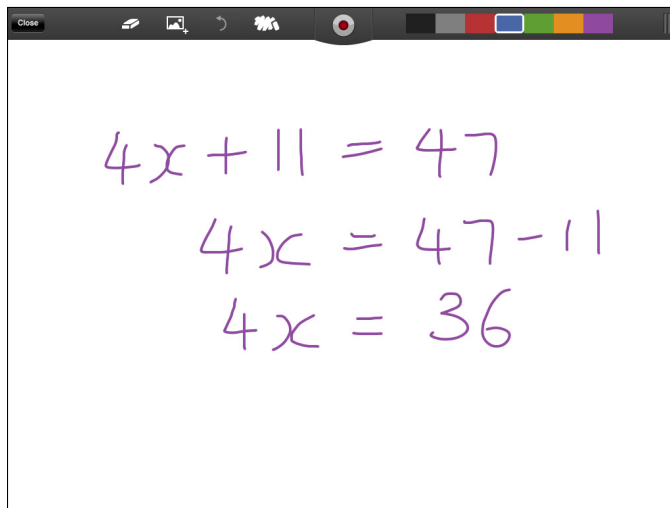 Close
4x + 11 = 47
4x = 47 - 11
4x = 36